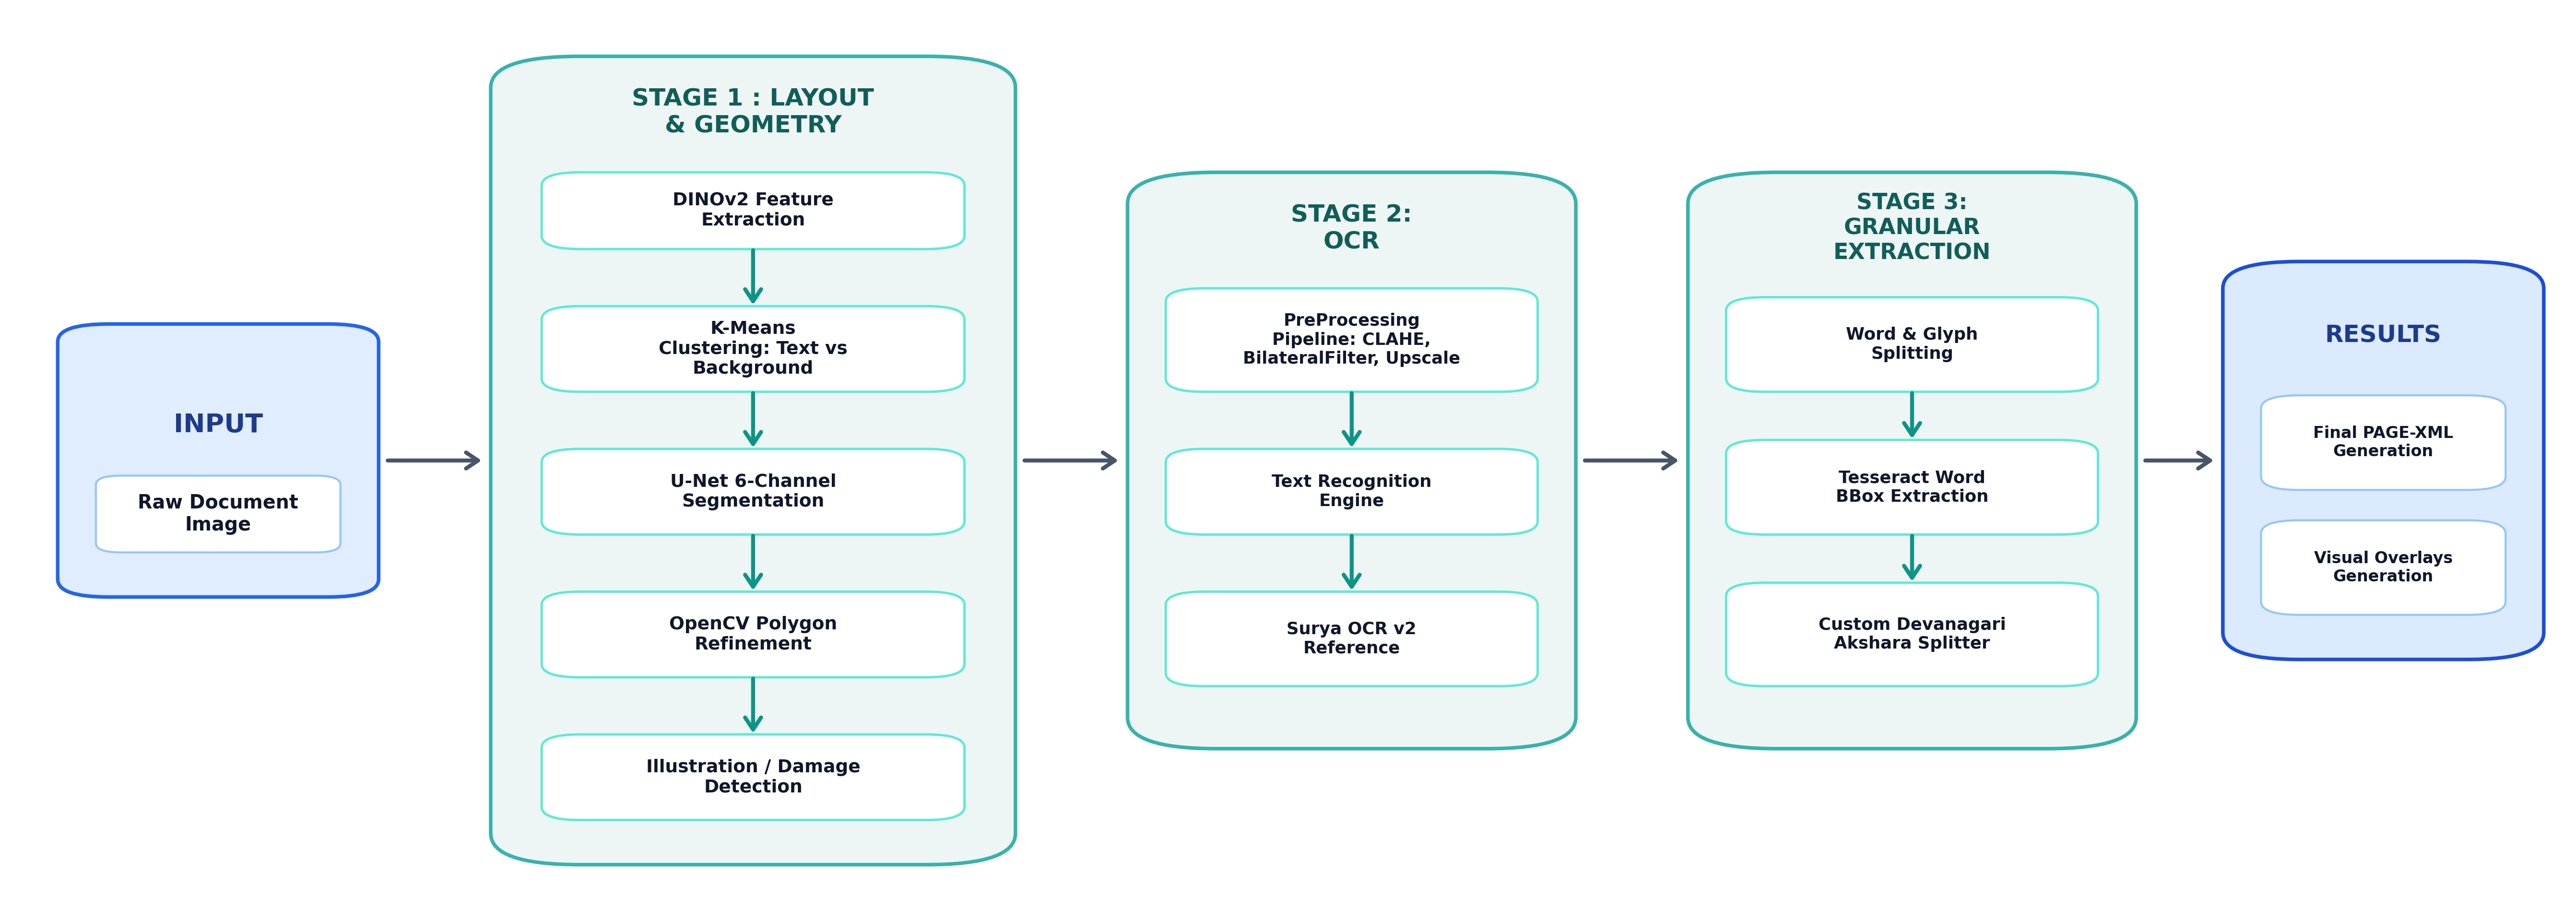 INPUT
Raw Document
Image
STAGE 1 : LAYOUT
& GEOMETRY
DINOv2 Feature
Extraction
K-Means
Clustering: Text vs
Background
U-Net 6-Channel
Segmentation
OpenCV Polygon
Refinement
Illustration / Damage
Detection
STAGE 2:
OCR
PreProcessing
Pipeline: CLAHE,
BilateralFilter, Upscale
Text Recognition
Engine
Surya OCR v2
Reference
STAGE 3:
GRANULAR
EXTRACTION
Word & Glyph
Splitting
Tesseract Word
BBox Extraction
Custom Devanagari
Akshara Splitter
RESULTS
Final PAGE-XML
Generation
Visual Overlays
Generation